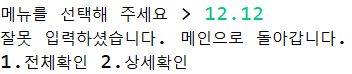 메뉴를 선택해 주세요 > 12.12
잘못 입력하셨습니다. 메인으로 돌아갑니다.
1.전체확인 2.상세확인